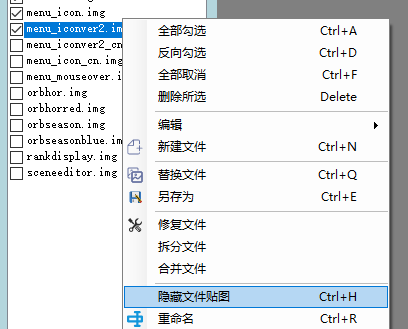 menu_icon.img
menu_iconver2.im
menu_iconver2_cn
menu_icon_cn.img
menu_mouseover.i
orbhor.img
orbhorred.img
orbseason.img
orbseasonblue.im
rankdisplay.img
sceneeditor.img
全部勾选 Ctrl+A
反向勾选 Ctrl+D
全部取消 Ctrl+F
删除所选 Delete
编辑
新建文件 Ctrl+N
替换文件 Ctrl+Q
另存为 Ctrl+E
修复文件
拆分文件
合并文件
隐藏文件贴图 Ctrl+H
重命名 Ctrl+R